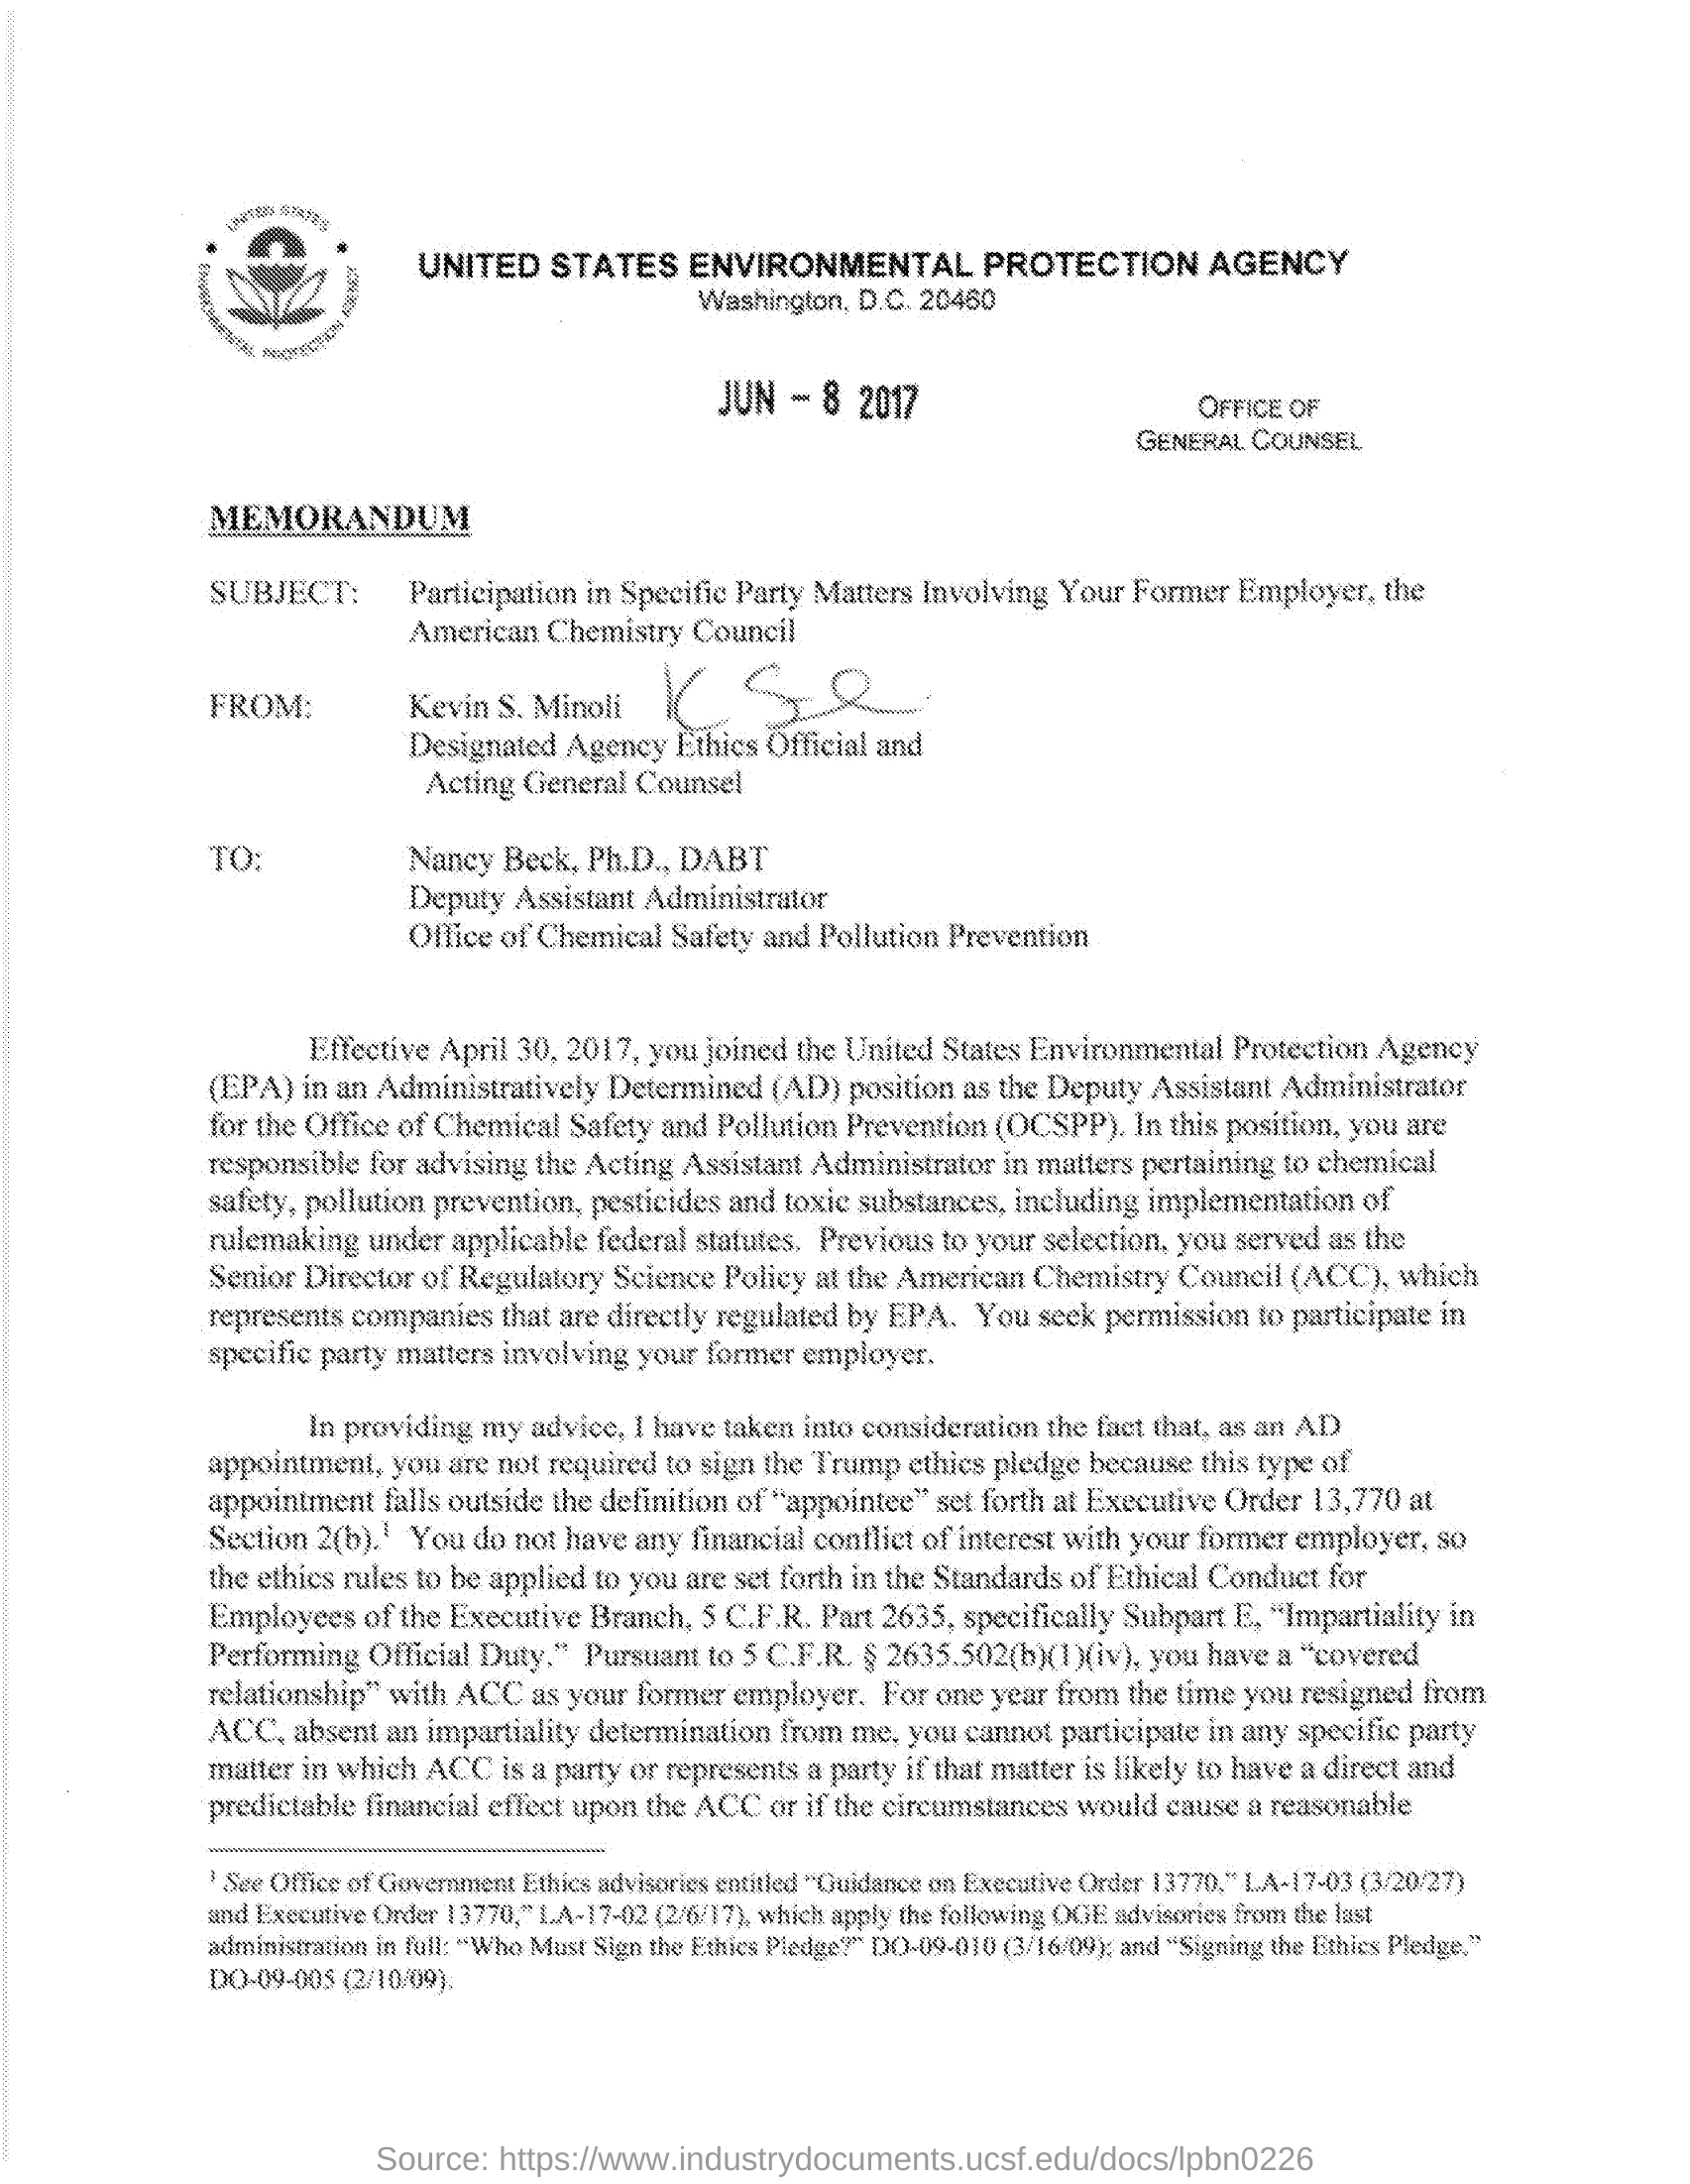 UNITED STATES
ENVIRONMENTAL PROTECTION AGENCY
UNITED STATES ENVIRONMENTAL PROTECTION AGENCY
Washington, D.C. 20460
JUN - 8 2017
OFFICE OF
GENERAL COUNSEL
MEMORANDUM
SUBJECT: Participation in Specific Party Matters Involving Your Former Employer, the
American Chemistry Council
FROM: Kevin S. Minoli
Designated Agency Ethics Official and
Acting General Counsel
TO: Nancy Beck, Ph.D., DABT
Deputy Assistant Administrator
Office of Chemical Safety and Pollution Prevention
Effective April 30, 2017, you joined the United States Environmental Protection Agency
(EPA) in an Administratively Determined (AD) position as the Deputy Assistant Administrator
for the Office of Chemical Safety and Pollution Prevention (OCSPP). In this position, you are
responsible for advising the Acting Assistant Administrator in matters pertaining to chemical
safety, pollution prevention, pesticides and toxic substances, including implementation of
rulemaking under applicable federal statutes. Previous to your selection, you served as the
Senior Director of Regulatory Science Policy at the American Chemistry Council (ACC), which
represents companies that are directly regulated by EPA. You seek permission to participate in
specific party matters involving your former employer.
In providing my advice, I have taken into consideration the fact that, as an AD
appointment, you are not required to sign the Trump ethics pledge because this type of
appointment falls outside the definition of “appointee” set forth at Executive Order 13,770 at
Section 2(b).¹ You do not have any financial conflict of interest with your former employer, so
the ethics rules to be applied to you are set forth in the Standards of Ethical Conduct for
Employees of the Executive Branch, 5 C.F.R. Part 2635, specifically Subpart E, “Impartiality in
Performing Official Duty.” Pursuant to 5 C.F.R. § 2635.502(b)(1)(iv), you have a “covered
relationship” with ACC as your former employer. For one year from the time you resigned from
ACC, absent an impartiality determination from me, you cannot participate in any specific party
matter in which ACC is a party or represents a party if that matter is likely to have a direct and
predictable financial effect upon the ACC or if the circumstances would cause a reasonable
¹ See Office of Government Ethics advisories entitled “Guidance on Executive Order 13770,” LA-17-03 (3/20/27)
and Executive Order 13770,” LA-17-02 (2/6/17), which apply the following OGE advisories from the last
administration in full: “Who Must Sign the Ethics Pledge?” DO-09-010 (3/16/09); and “Signing the Ethics Pledge,”
DO-09-005 (2/10/09).
Source: https://www.industrydocuments.ucsf.edu/docs/lpbn0226